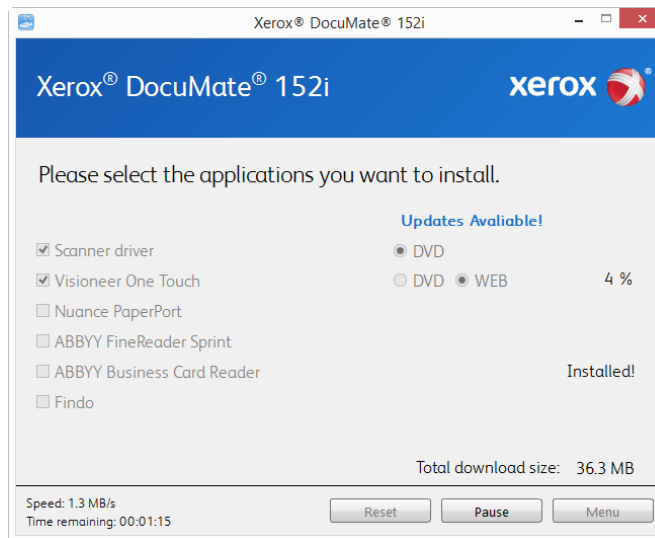 Xerox® DocuMate® 152i
Xerox® DocuMate® 152i
xerox ®
Please select the applications you want to install.
Updates Avaliable!
Scanner driver DVD
Visioneer One Touch DVD WEB 4 %
Nuance PaperPort
ABBYY FineReader Sprint
ABBYY Business Card Reader Installed!
Findo
Total download size: 36.3 MB
Speed: 1.3 MB/s
Time remaining: 00:01:15
Reset Pause Menu